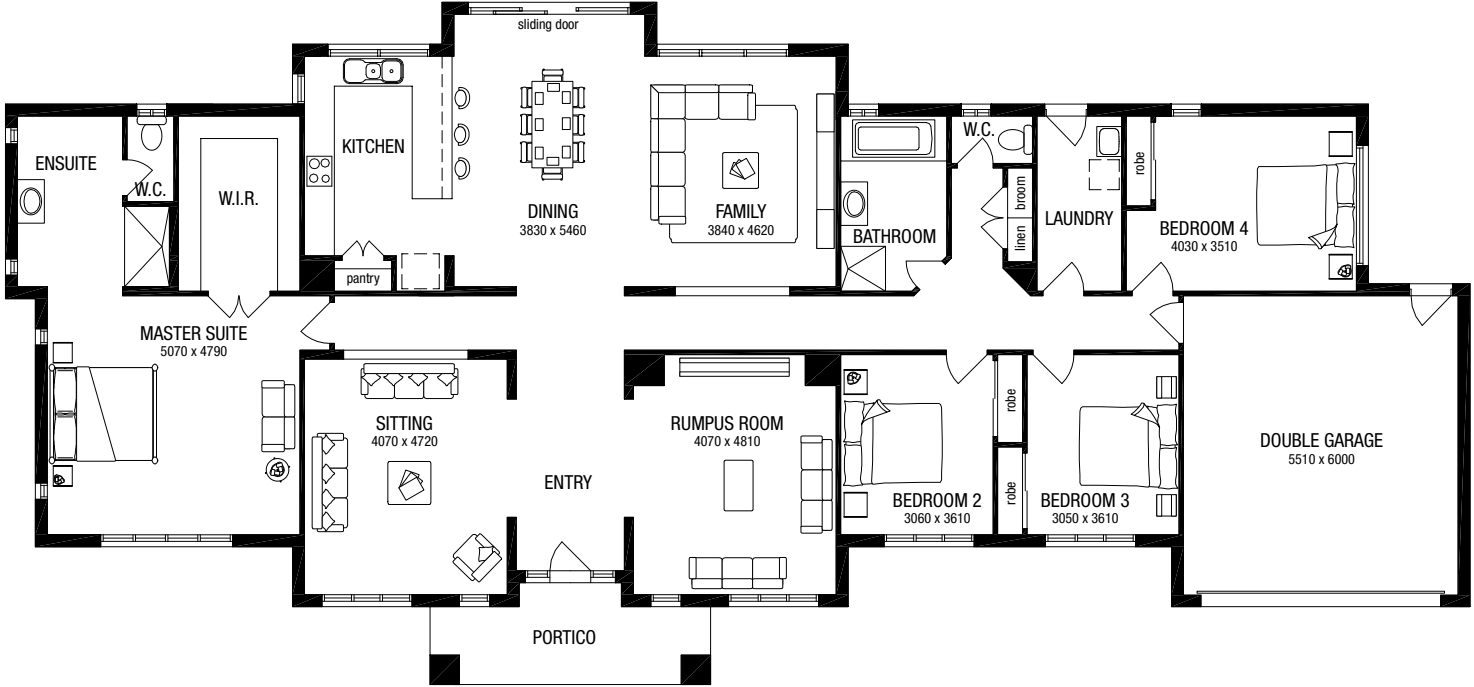 sliding door
KITCHEN
ENSUITE
W.C.
W.I.R.
DINING
3830 x 5460
FAMILY
3840 x 4620
pantry
W.C.
BATHROOM
broom
linen
LAUNDRY
robe
BEDROOM 4
4030 x 3510
MASTER SUITE
5070 x 4790
SITTING
4070 x 4720
ENTRY
RUMPUS ROOM
4070 x 4810
BEDROOM 2
3060 x 3610
robe
robe
BEDROOM 3
3050 x 3610
DOUBLE GARAGE
5510 x 6000
PORTICO